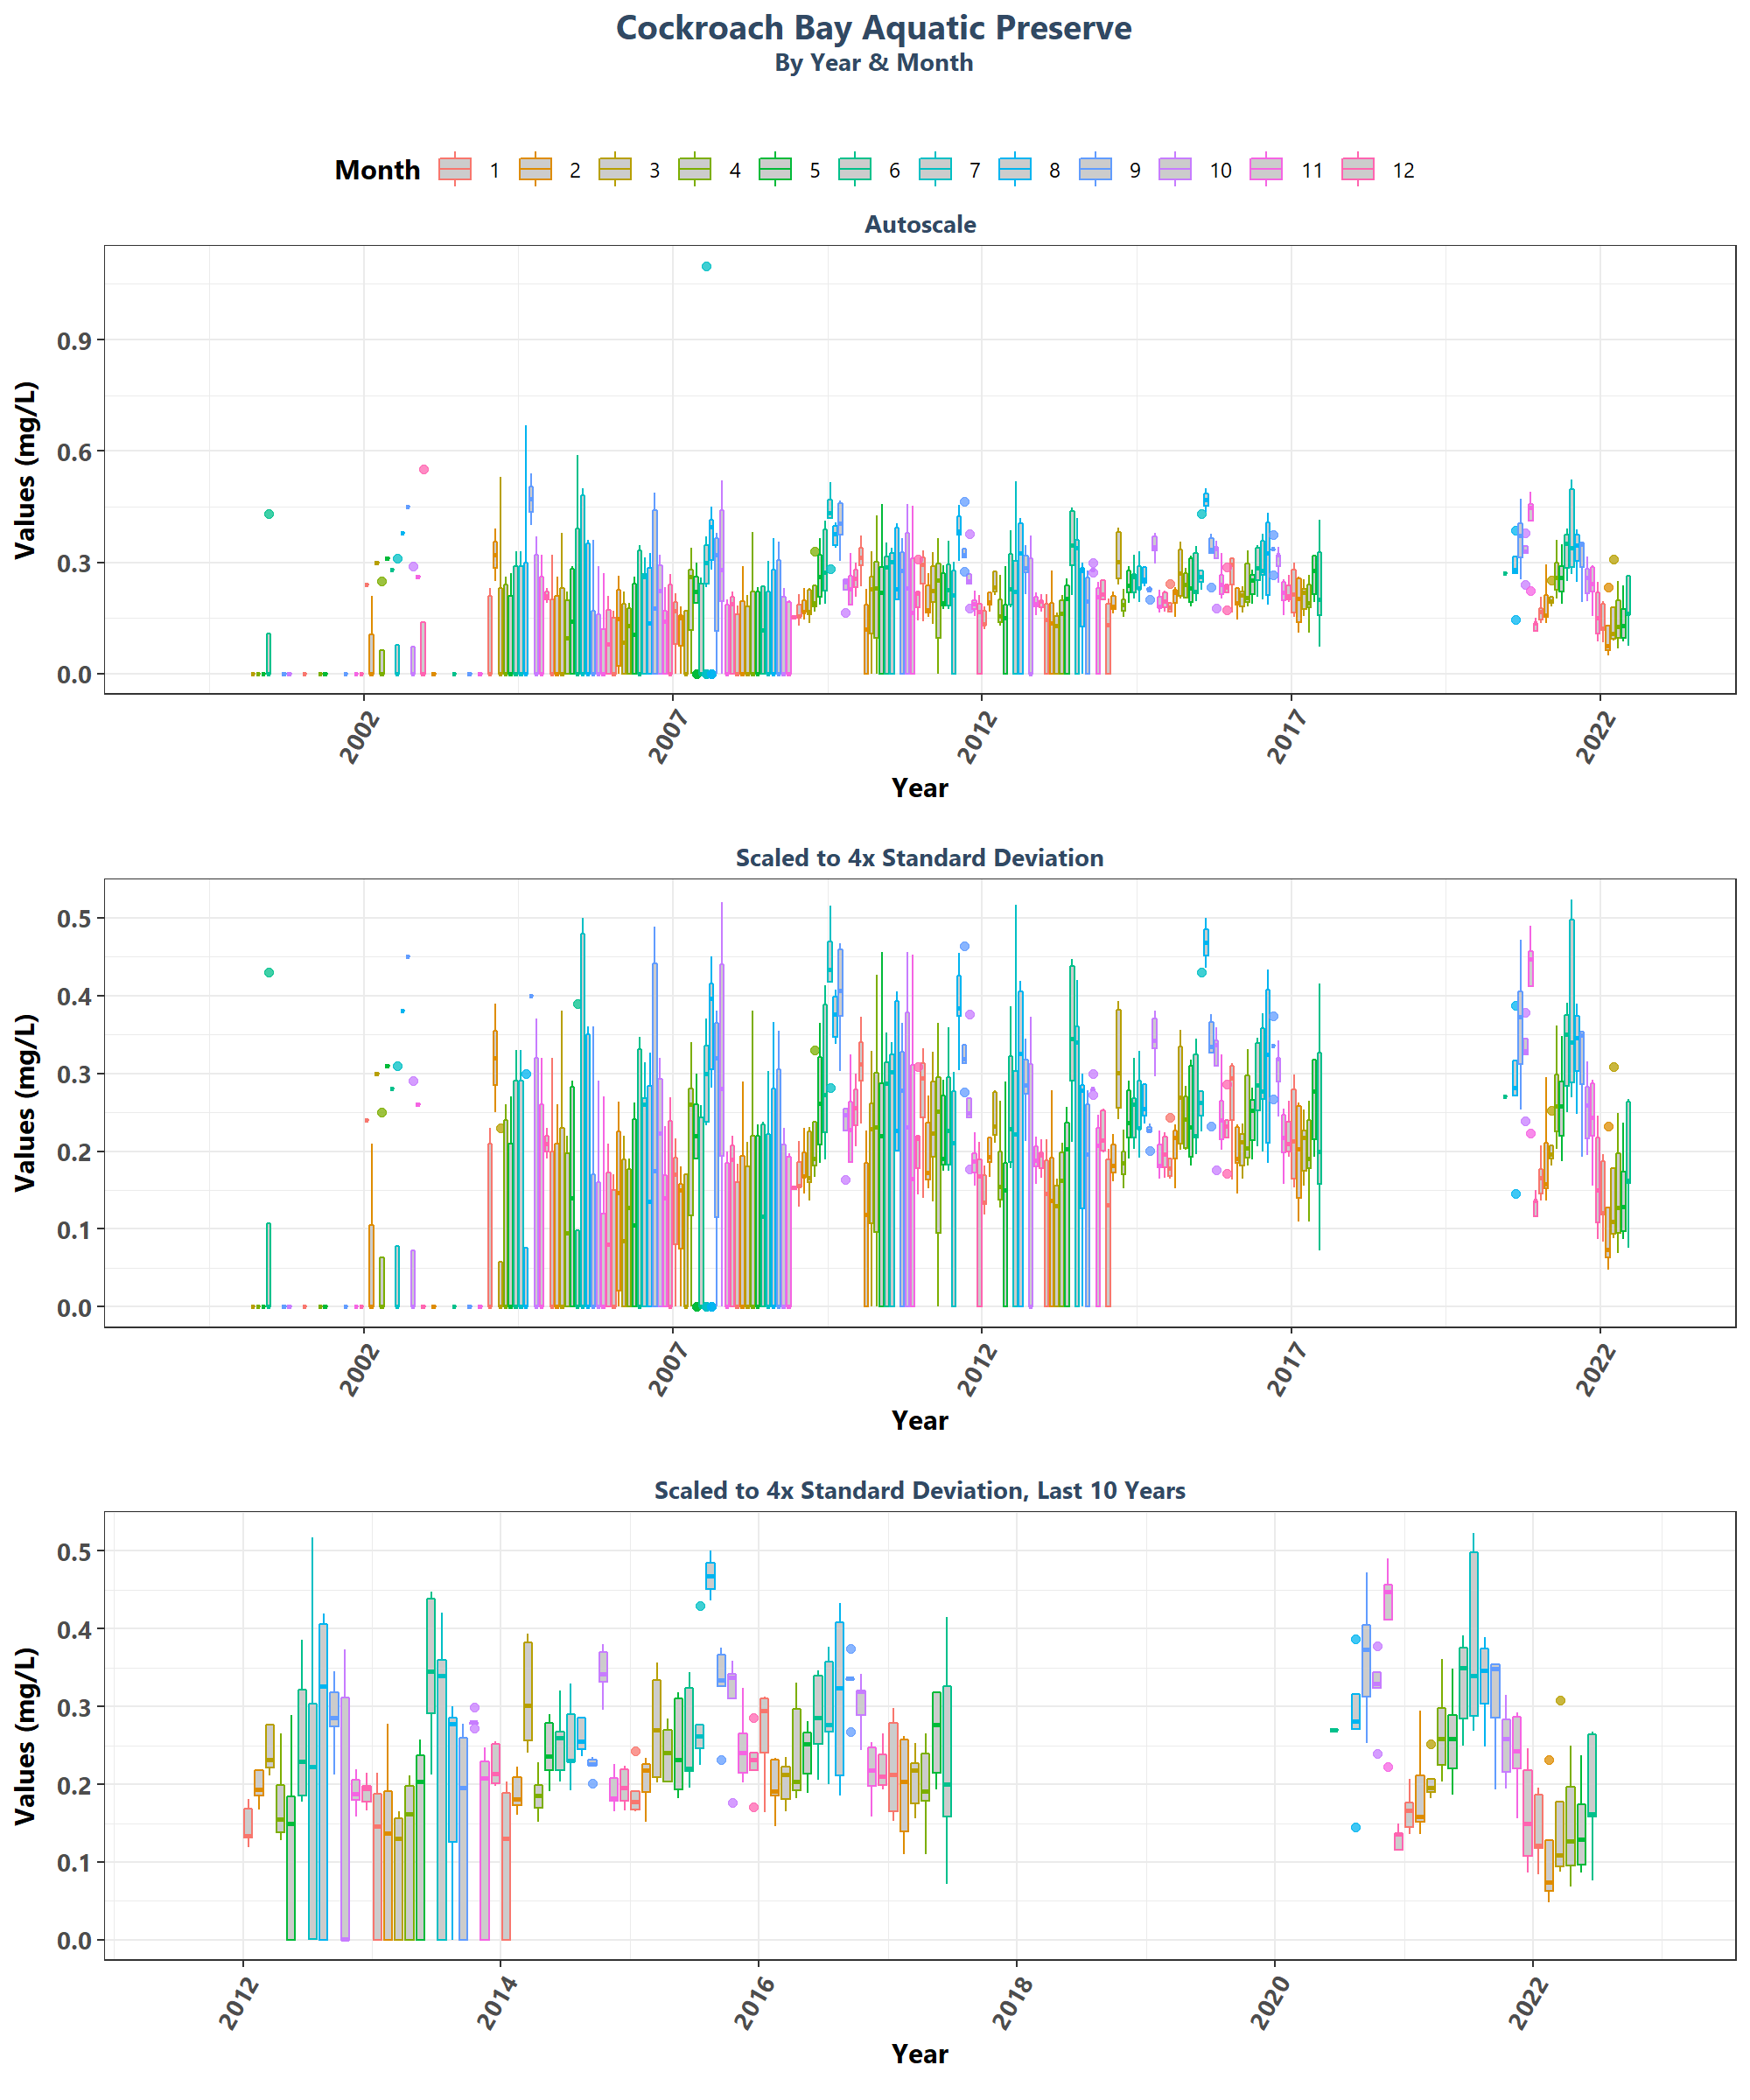 Cockroach Bay Aquatic Preserve
By Year & Month
Month 1 2 3 4 5 6 7 8 9 10 11 12
Autoscale
Values (mg/L)
0.9
0.6
0.3
0.0
2002 2007 2012 2017 2022
Year
Scaled to 4x Standard Deviation
Values (mg/L)
0.5
0.4
0.3
0.2
0.1
0.0
2002 2007 2012 2017 2022
Year
Scaled to 4x Standard Deviation, Last 10 Years
Values (mg/L)
0.5
0.4
0.3
0.2
0.1
0.0
2012 2014 2016 2018 2020 2022
Year